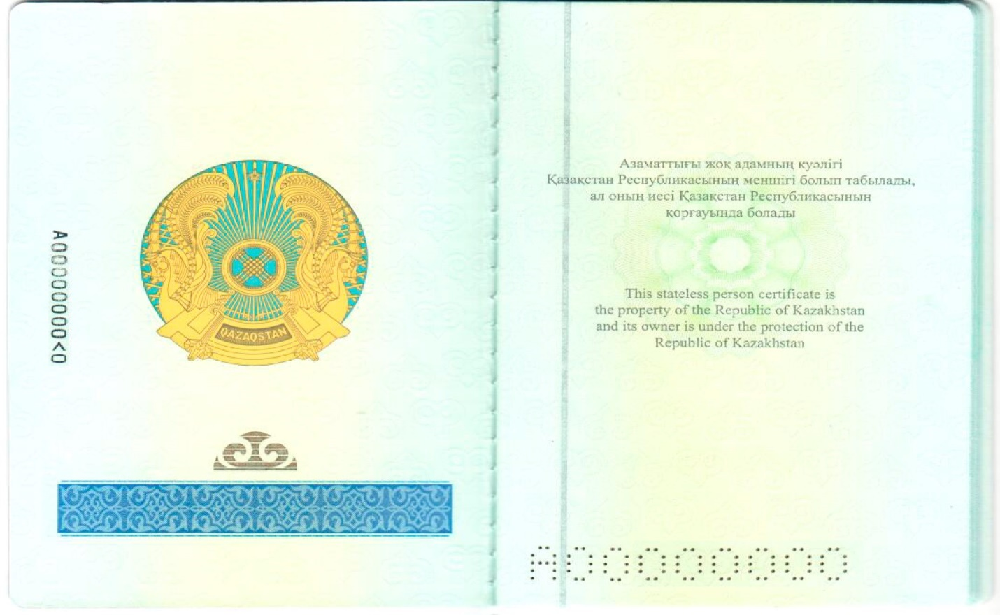 A00000000<0
QAZAQSTAN
Азаматтығы жоқ адамның куәлігі
Қазақстан Республикасының меншігі болып табылады,
ал оның иесі Қазақстан Республикасының
қорғауында болады
This stateless person certificate is
the property of the Republic of Kazakhstan
and its owner is under the protection of the
Republic of Kazakhstan
A00000000